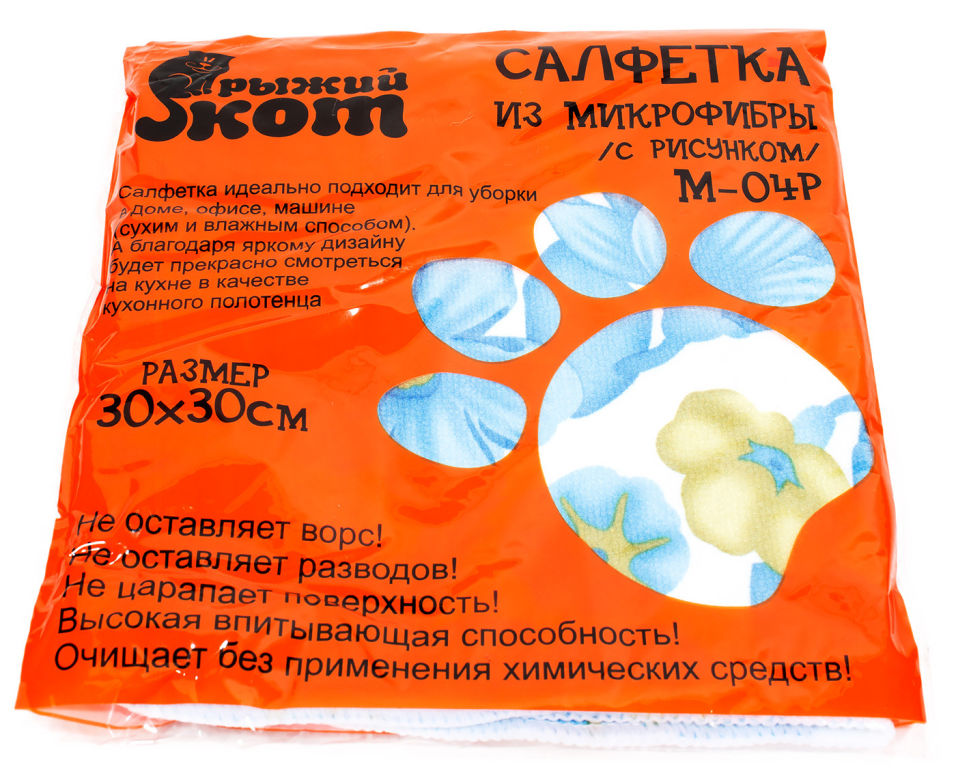 рыжий
кот
САЛФЕТКА
ИЗ МИКРОФИБРЫ
/С РИСУНКОМ/
М-04Р
Салфетка идеально подходит для уборки
в доме, офисе, машине
(сухим и влажным способом).
А благодаря яркому дизайну
будет прекрасно смотреться
на кухне в качестве
кухонного полотенца
РАЗМЕР
30х30см
Не оставляет ворс!
Не оставляет разводов!
Не царапает поверхность!
Высокая впитывающая способность!
Очищает без применения химических средств!